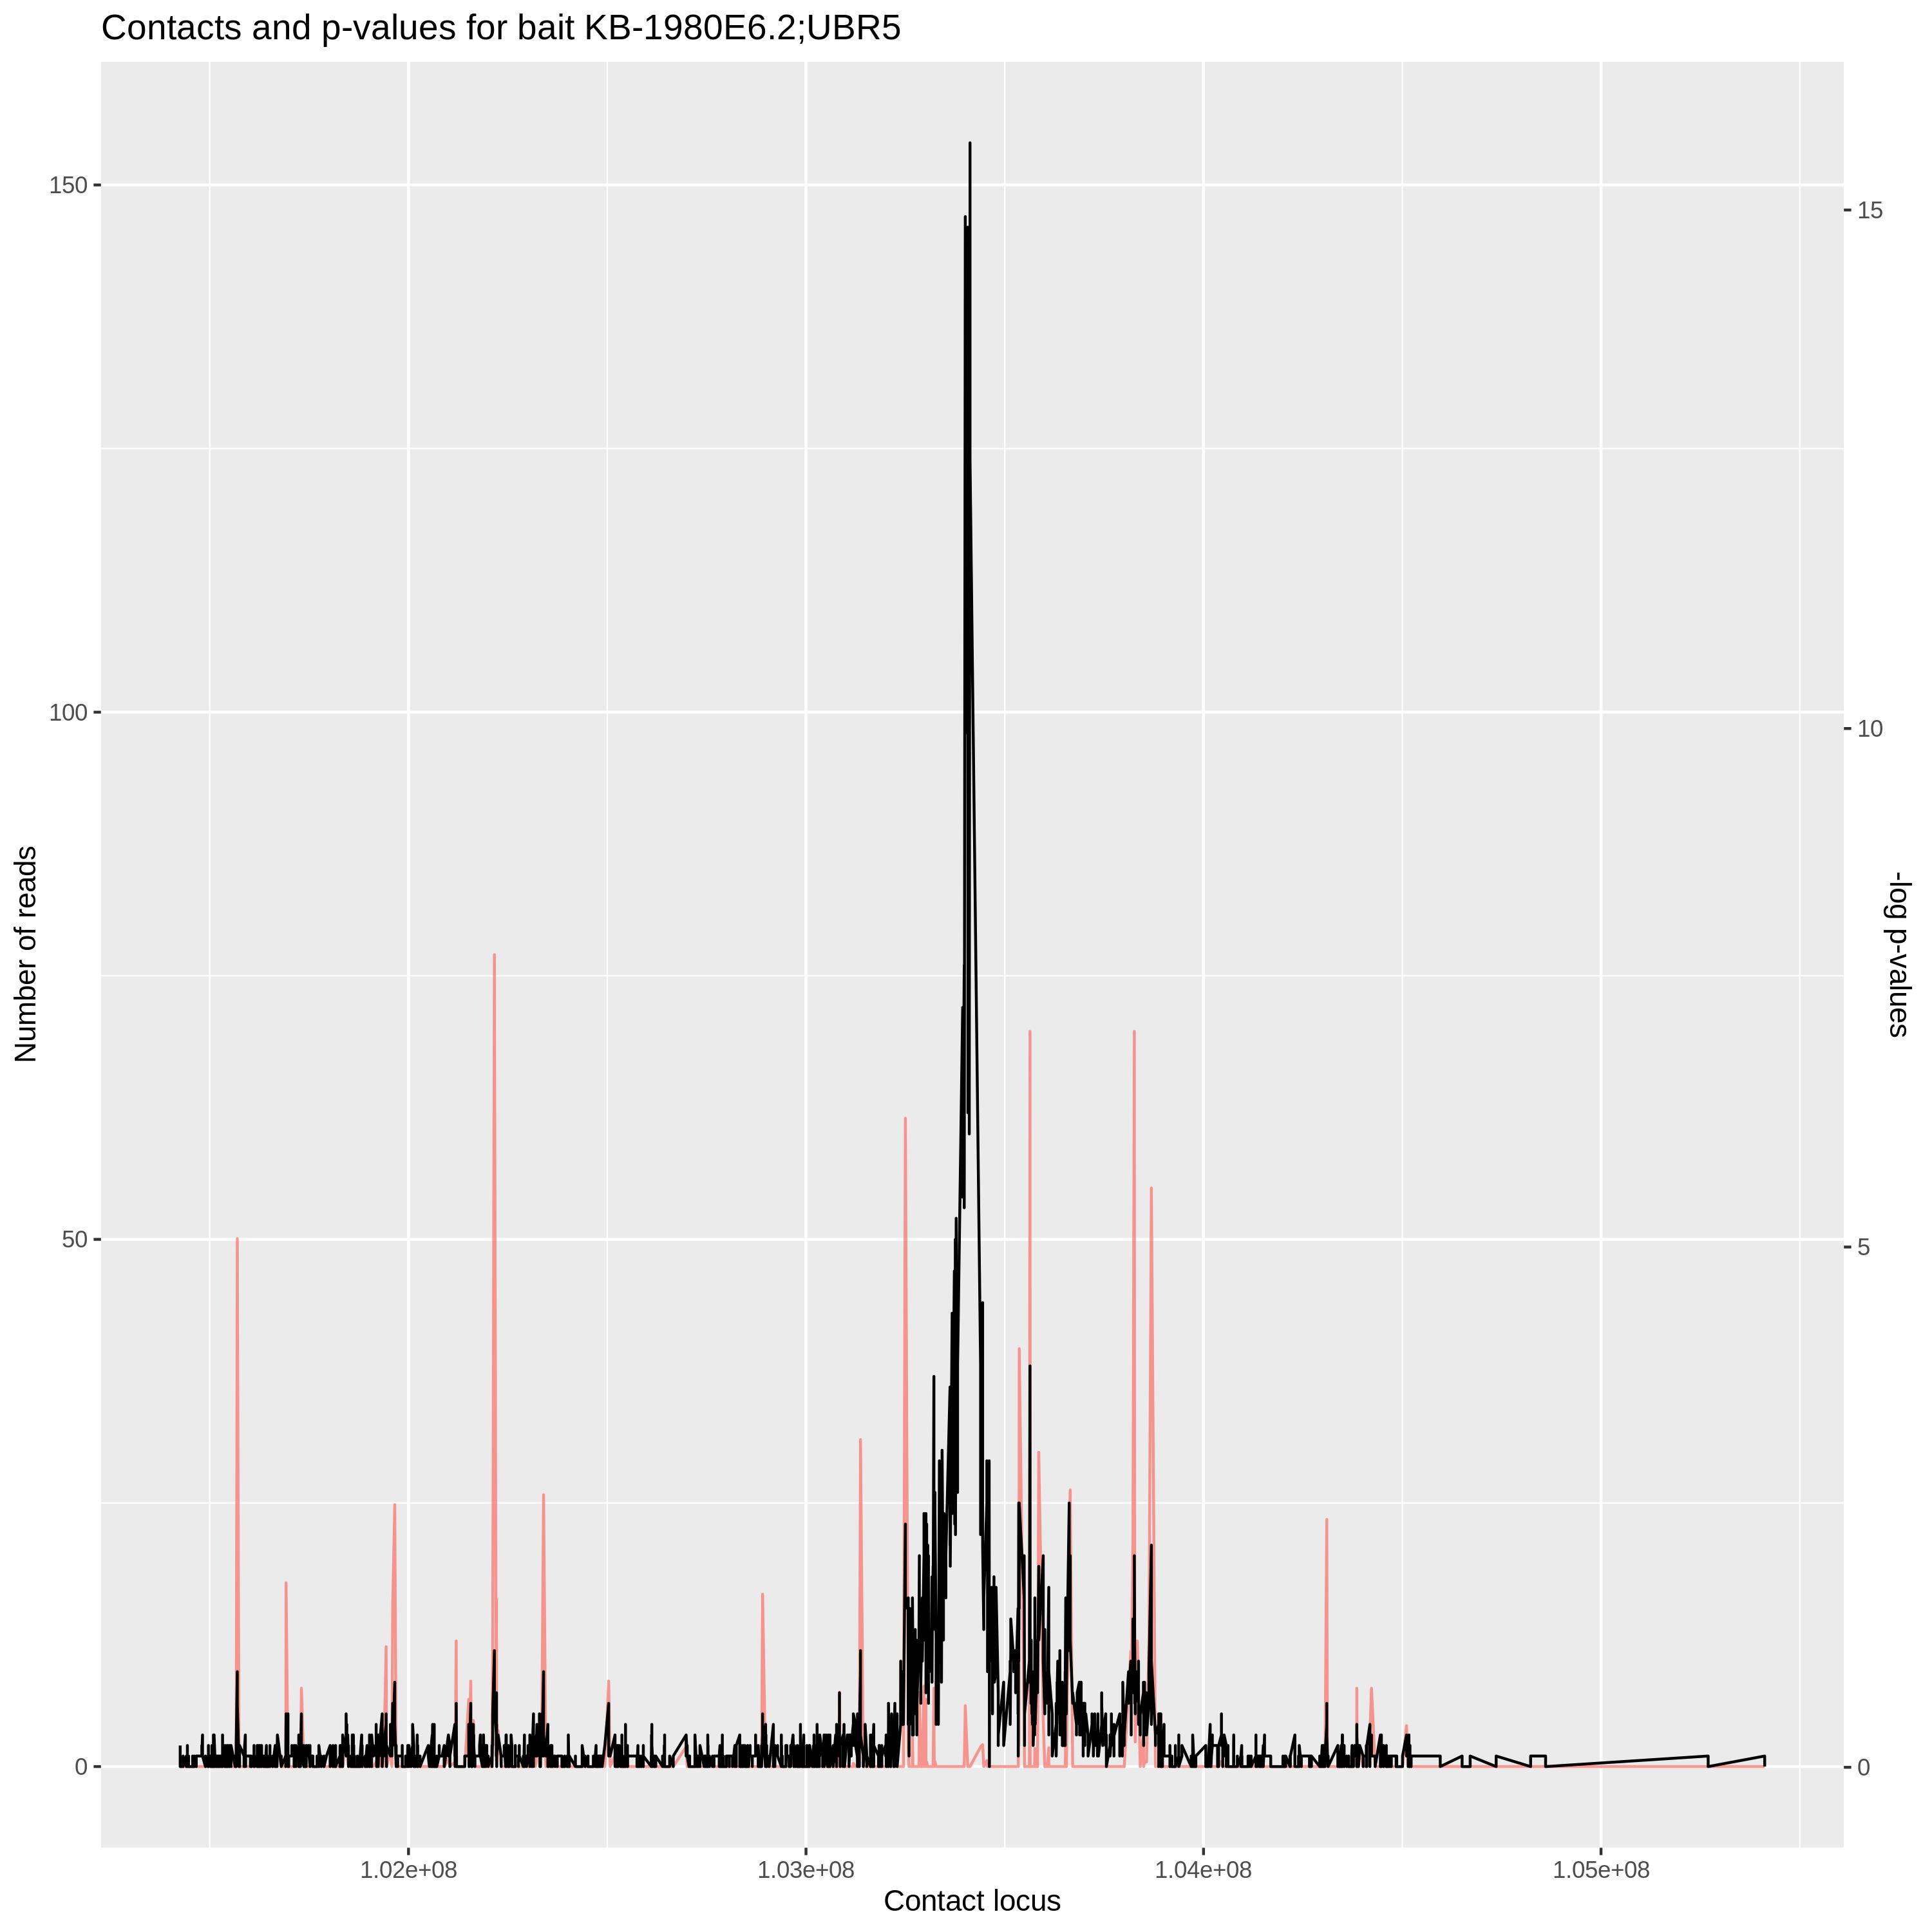 Contacts and p-values for bait KB-1980E6.2;UBR5
150
100
50
0
15
10
5
0
Number of reads
-log p-values
1.02e+08
1.03e+08
1.04e+08
1.05e+08
Contact locus